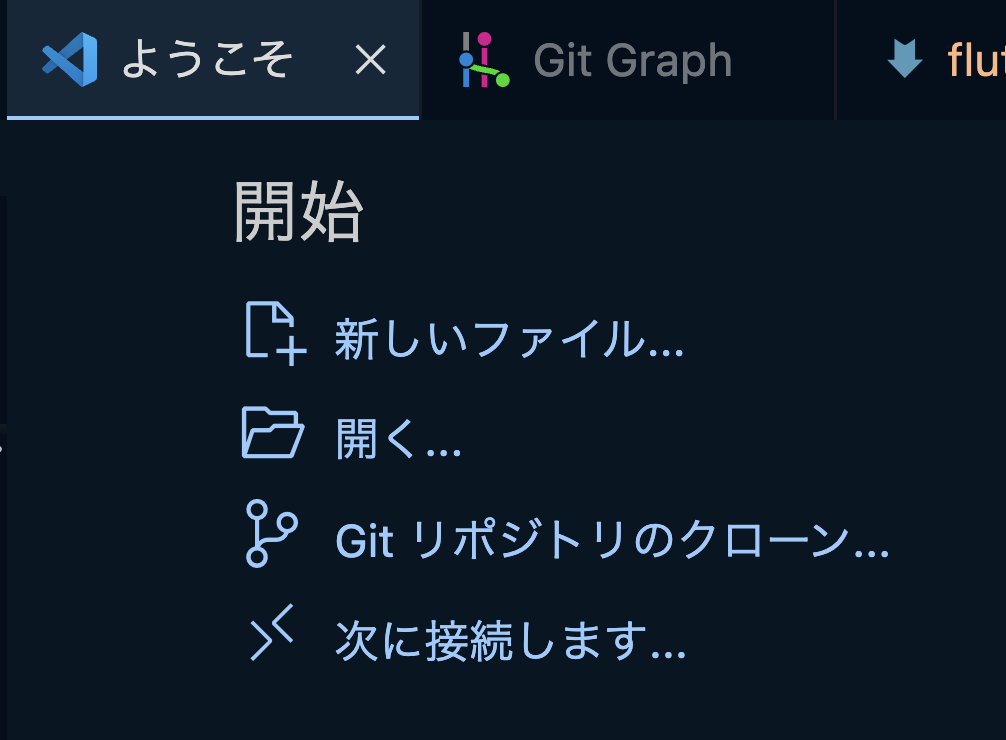 ようこそ Git Graph
開始
新しいファイル...
開く...
Git リポジトリのクローン...
次に接続します...